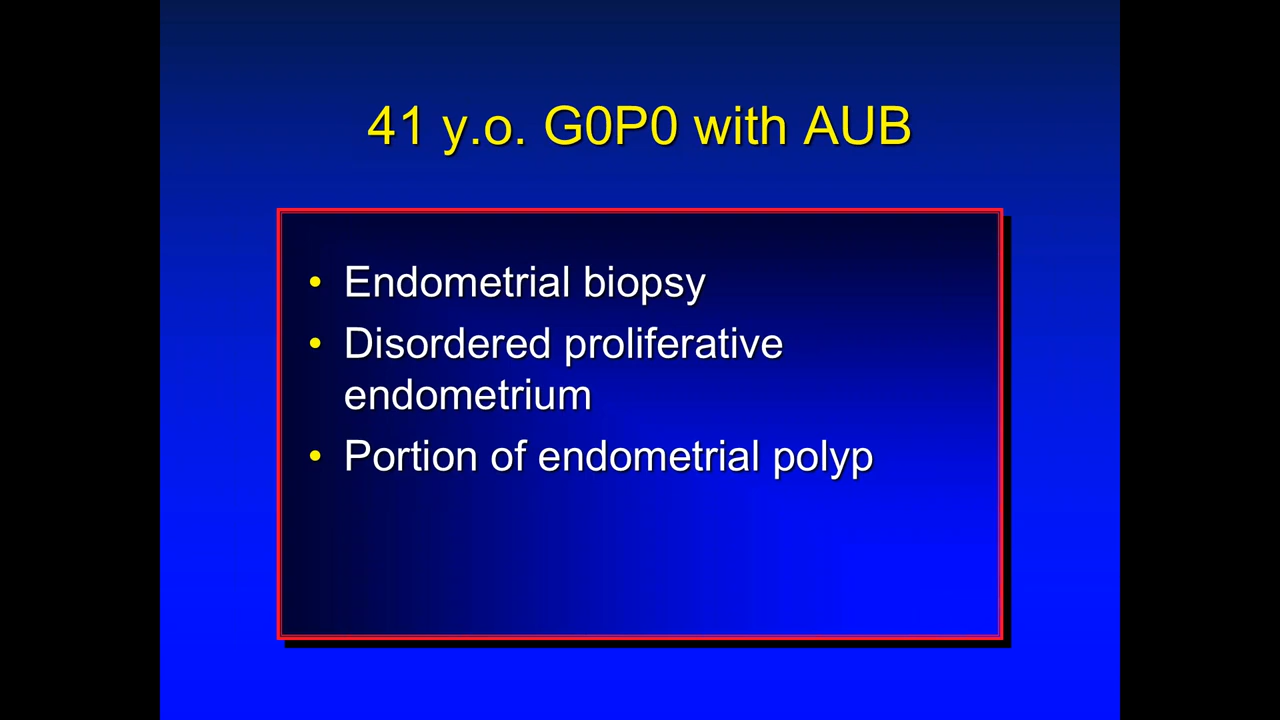 41 y.o. G0P0 with AUB
• Endometrial biopsy
• Disordered proliferative
endometrium
• Portion of endometrial polyp